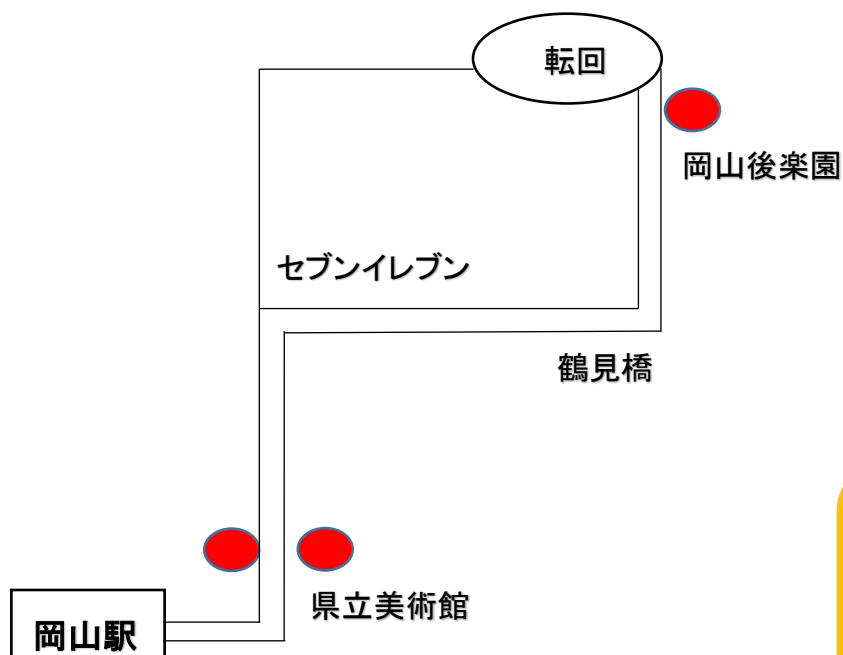 転回
岡山後楽園
セブンイレブン
鶴見橋
県立美術館
岡山駅